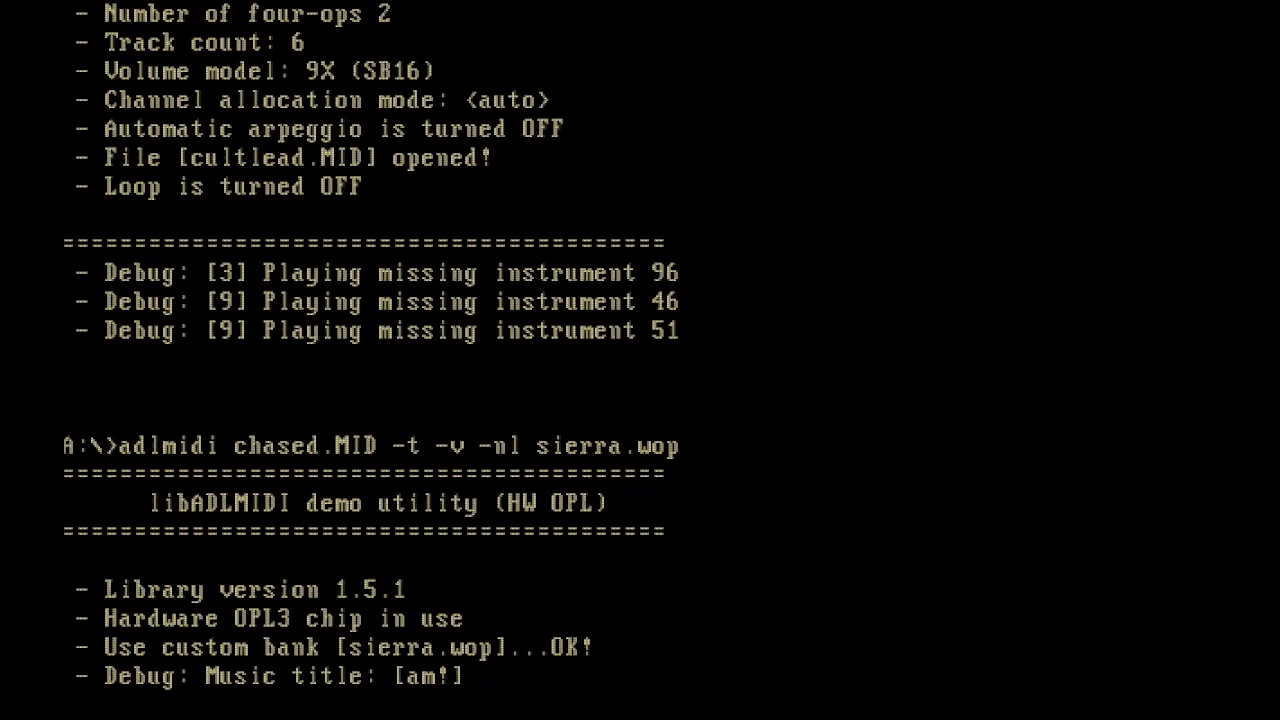 - Number of four-ops 2
- Track count: 6
- Volume model: 9X (SB16)
- Channel allocation mode: <auto>
- Automatic arpeggio is turned OFF
- File [cultlead.MID] opened!
- Loop is turned OFF
==========================================
- Debug: [3] Playing missing instrument 96
- Debug: [9] Playing missing instrument 46
- Debug: [9] Playing missing instrument 51
A:\>adlmidi chased.MID -t -v -nl sierra.wop
==========================================
libADLMIDI demo utility (HW OPL)
==========================================
- Library version 1.5.1
- Hardware OPL3 chip in use
- Use custom bank [sierra.wop]...OK!
- Debug: Music title: [am!]